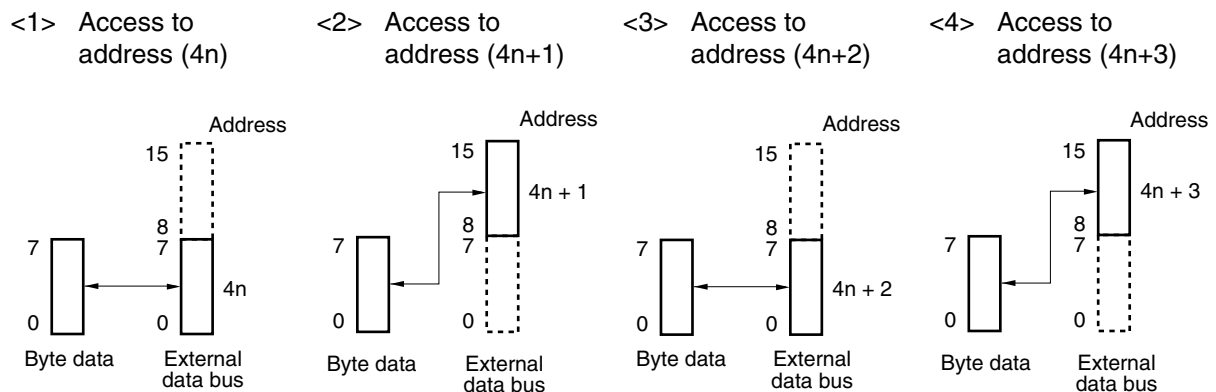 <1> Access to
address (4n)
Address
15
8
7
7
4n
0
0
Byte data
External
data bus
<2> Access to
address (4n+1)
Address
15
4n + 1
8
7
7
0
0
Byte data
External
data bus
<3> Access to
address (4n+2)
Address
15
8
7
7
4n + 2
0
0
Byte data
External
data bus
<4> Access to
address (4n+3)
Address
15
4n + 3
8
7
7
0
0
Byte data
External
data bus